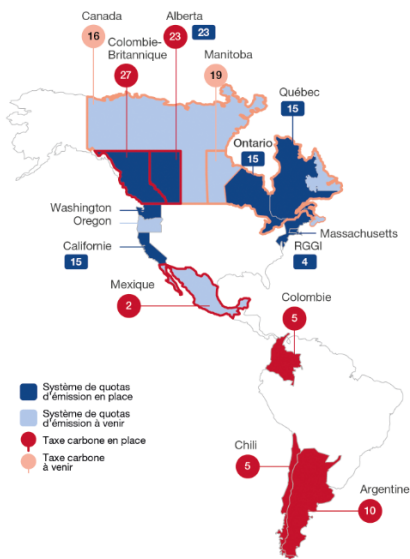 Canada
16
Alberta
23
23
Colombie-
Britannique
27
Manitoba
19
Québec
15
Ontario
15
Washington
Oregon
Californie
15
Massachusetts
RGGI
4
Mexique
2
Colombie
5
Système de quotas
d'émission en place
Système de quotas
d'émission à venir
Taxe carbone en place
Taxe carbone
à venir
Chili
5
Argentine
10